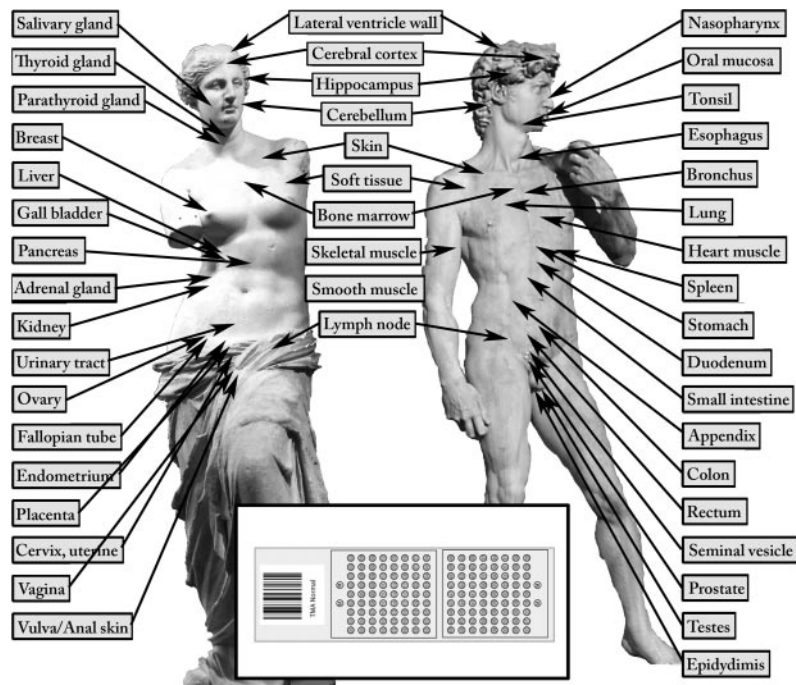 Salivary gland
Thyroid gland
Parathyroid gland
Breast
Liver
Gall bladder
Pancreas
Adrenal gland
Kidney
Urinary tract
Ovary
Fallopian tube
Endometrium
Placenta
Cervix, uterine
Vagina
Vulva/Anal skin
Lateral ventricle wall
Cerebral cortex
Hippocampus
Cerebellum
Skin
Soft tissue
Bone marrow
Skeletal muscle
Smooth muscle
Lymph node
Nasopharynx
Oral mucosa
Tonsil
Esophagus
Bronchus
Lung
Heart muscle
Spleen
Stomach
Duodenum
Small intestine
Appendix
Colon
Rectum
Seminal vesicle
Prostate
Testes
Epidydimis
TMA Normal